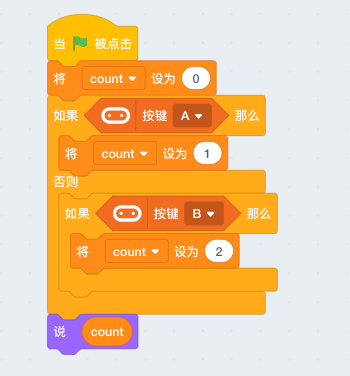 当 被点击
将 count 设为 0
如果 按键 A 那么
将 count 设为 1
否则
如果 按键 B 那么
将 count 设为 2
说 count